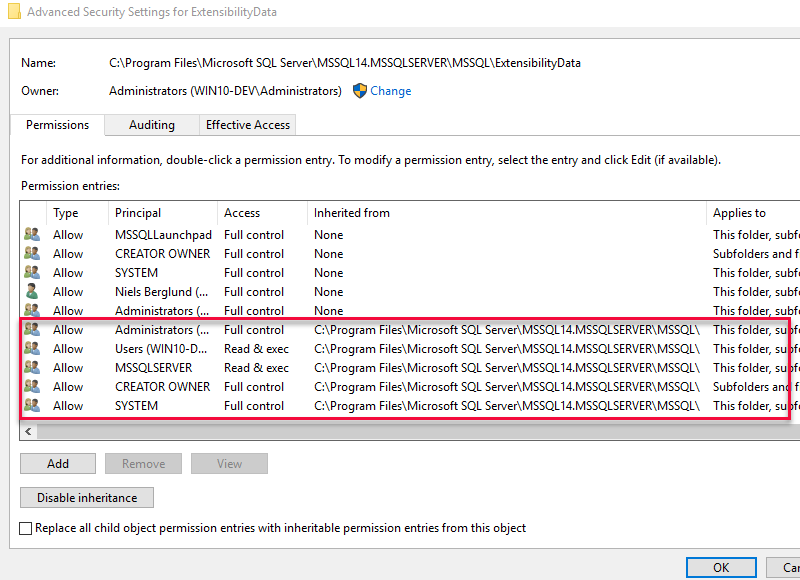 Advanced Security Settings for ExtensibilityData
Name: C:\Program Files\Microsoft SQL Server\MSSQL14.MSSQLSERVER\MSSQL\ExtensibilityData
Owner: Administrators (WIN10-DEV\Administrators) Change
Permissions Auditing Effective Access
For additional information, double-click a permission entry. To modify a permission entry, select the entry and click Edit (if available).
Permission entries:
Type Principal Access Inherited from Applies to
Allow MSSQLLaunchpad Full control None This folder, subfo
Allow CREATOR OWNER Full control None Subfolders and f
Allow SYSTEM Full control None This folder, subfo
Allow Niels Berglund (... Full control None This folder, subfo
Allow Administrators (... Full control None This folder, subfo
Allow Administrators (... Full control C:\Program Files\Microsoft SQL Server\MSSQL14.MSSQLSERVER\MSSQL\ This folder, subfo
Allow Users (WIN10-D... Read & exec C:\Program Files\Microsoft SQL Server\MSSQL14.MSSQLSERVER\MSSQL\ This folder, subfo
Allow MSSQLSERVER Read & exec C:\Program Files\Microsoft SQL Server\MSSQL14.MSSQLSERVER\MSSQL\ This folder, subfo
Allow CREATOR OWNER Full control C:\Program Files\Microsoft SQL Server\MSSQL14.MSSQLSERVER\MSSQL\ Subfolders and f
Allow SYSTEM Full control C:\Program Files\Microsoft SQL Server\MSSQL14.MSSQLSERVER\MSSQL\ This folder, subfo
Add Remove View
Disable inheritance
Replace all child object permission entries with inheritable permission entries from this object
OK Can